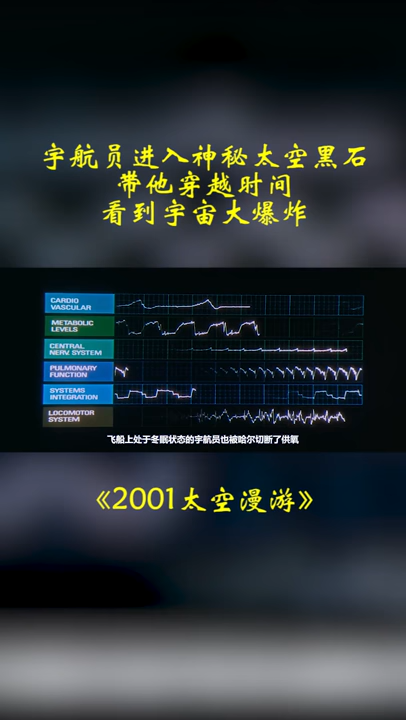 宇航员进入神秘太空黑石
带他穿越时间
看到宇宙大爆炸
CARDIO
VASCULAR
METABOLIC
LEVELS
CENTRAL
NERV. SYSTEM
PULMONARY
FUNCTION
SYSTEMS
INTEGRATION
LOCOMOTOR
SYSTEM
飞船上处于冬眠状态的宇航员也被哈尔切断了供氧
《2001太空漫游》